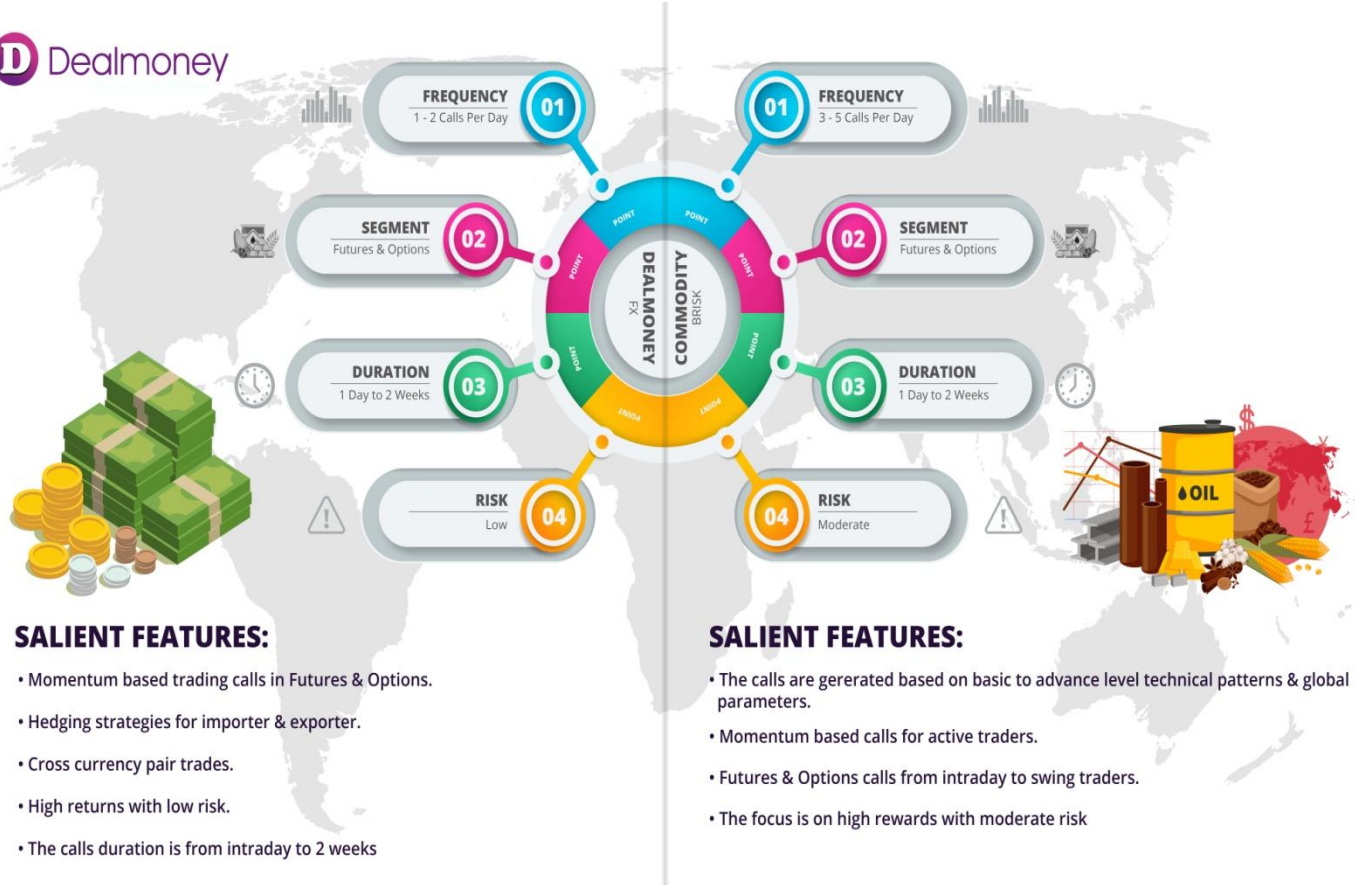 D Dealmoney
FREQUENCY
1 - 2 Calls Per Day
01
SEGMENT
Futures & Options
02
DURATION
1 Day to 2 Weeks
03
RISK
Low
04
POINT
POINT
POINT
POINT
DEALMONEY
FX
COMMODITY
BRISK
POINT
POINT
POINT
POINT
01
FREQUENCY
3 - 5 Calls Per Day
02
SEGMENT
Futures & Options
03
DURATION
1 Day to 2 Weeks
04
RISK
Moderate
$
¥
OIL
£
SALIENT FEATURES:
• Momentum based trading calls in Futures & Options.
• Hedging strategies for importer & exporter.
• Cross currency pair trades.
• High returns with low risk.
• The calls duration is from intraday to 2 weeks
SALIENT FEATURES:
• The calls are gererated based on basic to advance level technical patterns & global
parameters.
• Momentum based calls for active traders.
• Futures & Options calls from intraday to swing traders.
• The focus is on high rewards with moderate risk